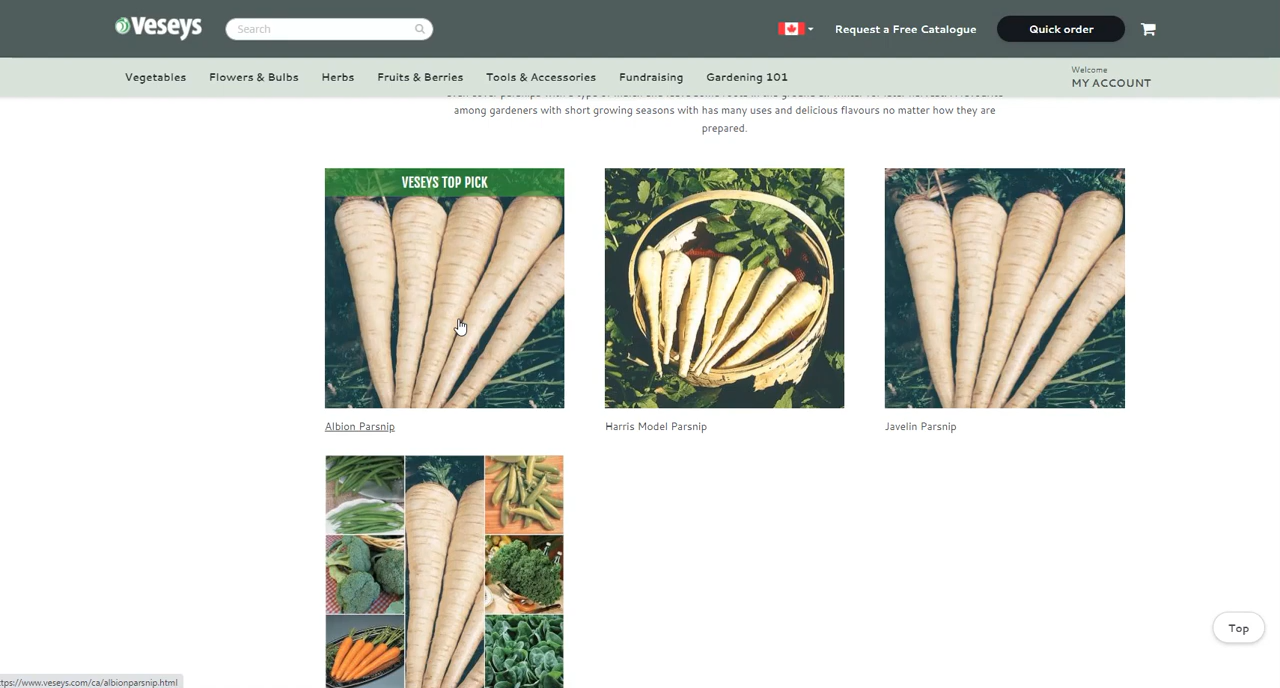 Veseys
Search
Request a Free Catalogue
Quick order
Vegetables
Flowers & Bulbs
Herbs
Fruits & Berries
Tools & Accessories
Fundraising
Gardening 101
Welcome
MY ACCOUNT
among gardeners with short growing seasons with has many uses and delicious flavours no matter how they are
prepared.
VESEYS TOP PICK
Albion Parsnip
Harris Model Parsnip
Javelin Parsnip
Top
ttps://www.veseys.com/ca/albionparsnip.html